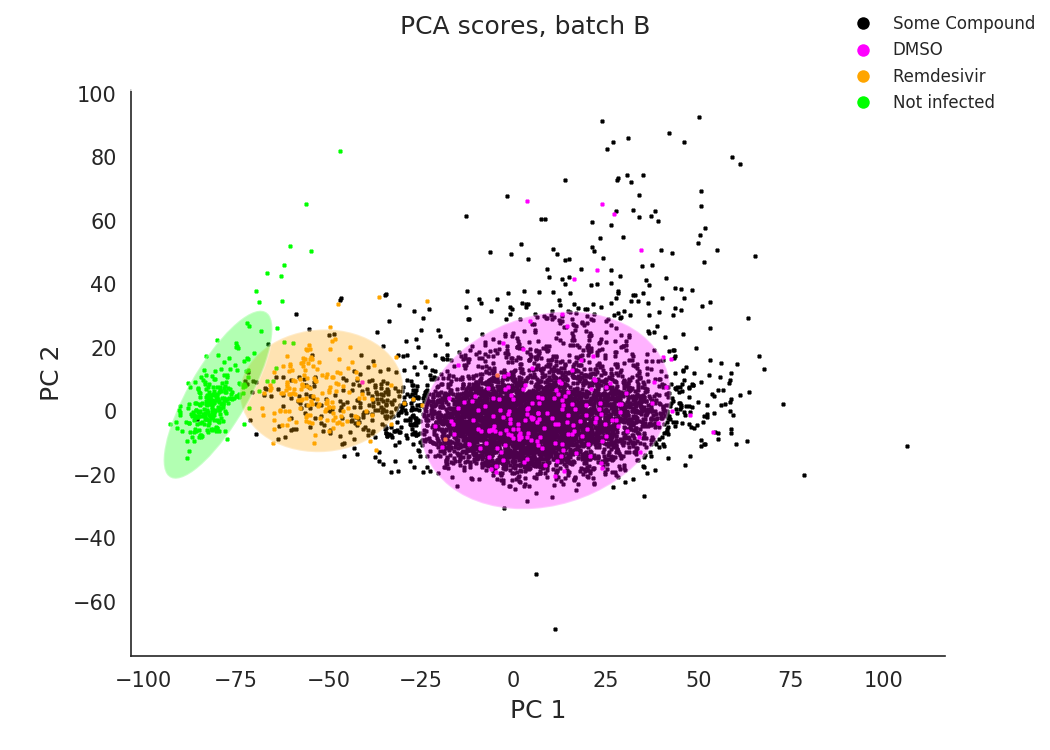 PCA scores, batch B
Some Compound
DMSO
Remdesivir
Not infected
100
80
60
40
20
0
−20
−40
−60
PC 2
−100
−75
−50
−25
0
25
50
75
100
PC 1